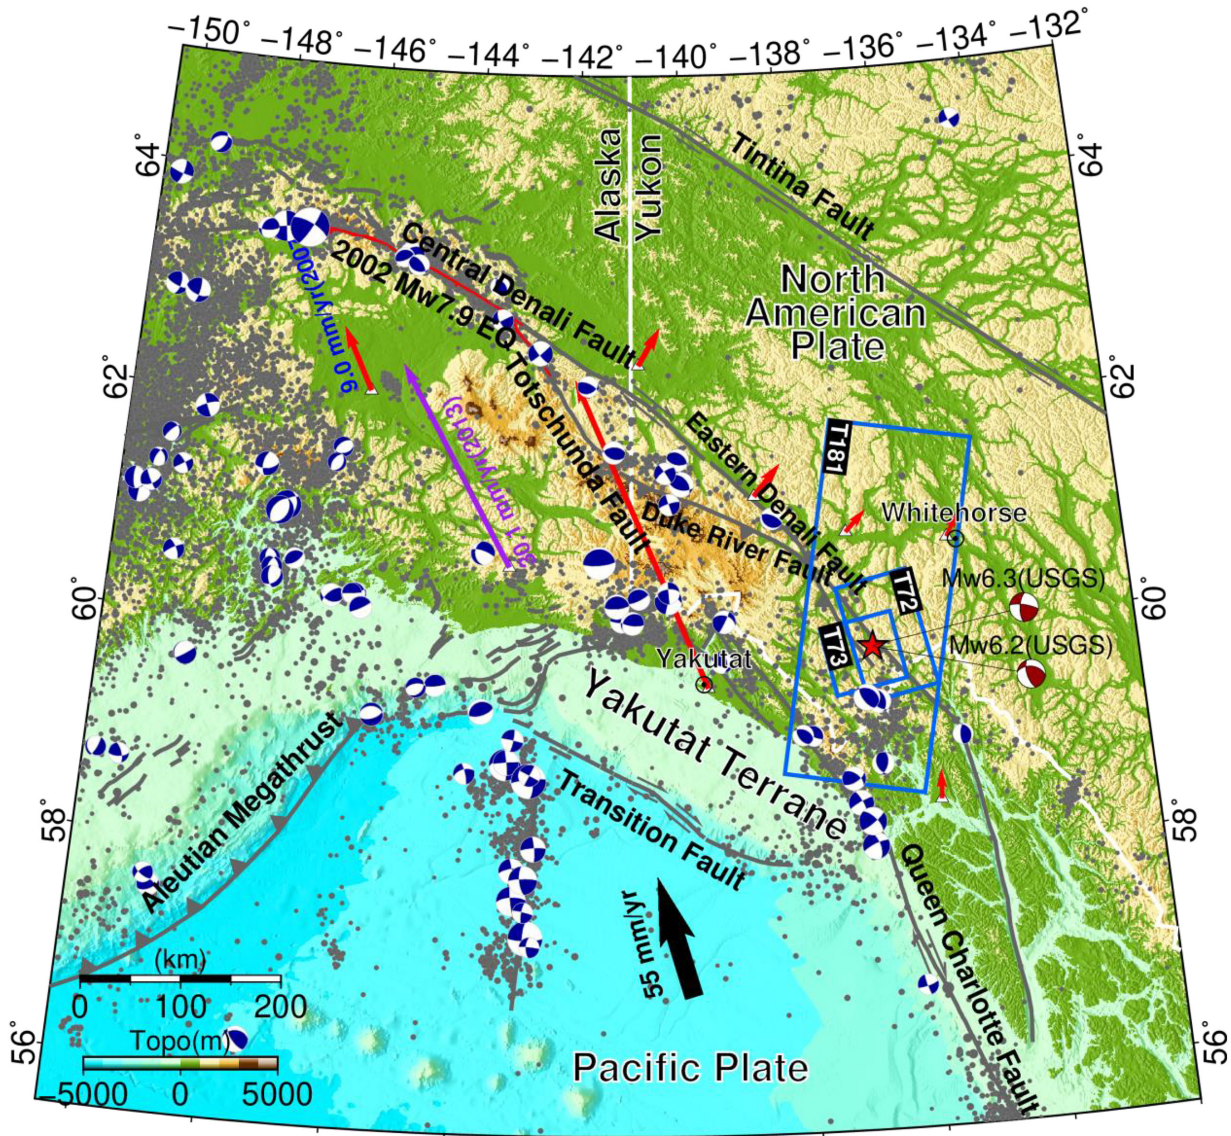 −150° −148° −146° −144° −142° −140° −138° −136° −134° −132°
64°
64°
62°
62°
60°
60°
58°
58°
56°
56°
Alaska
Yukon
Tintina Fault
North
American
Plate
Central Denali Fault
2002 Mw7.9 EQ
Totschunda Fault
9.0 mm/yr(200
30.1 mm/yr(2013)
Eastern Denali Fault
Duke River Fault
T181
Whitehorse
T72
T73
Mw6.3(USGS)
Mw6.2(USGS)
Yakutat
Yakutat Terrane
Aleutian Megathrust
Transition Fault
55 mm/yr
Queen Charlotte Fault
Pacific Plate
(km)
0 100 200
Topo(m)
−5000 0 5000